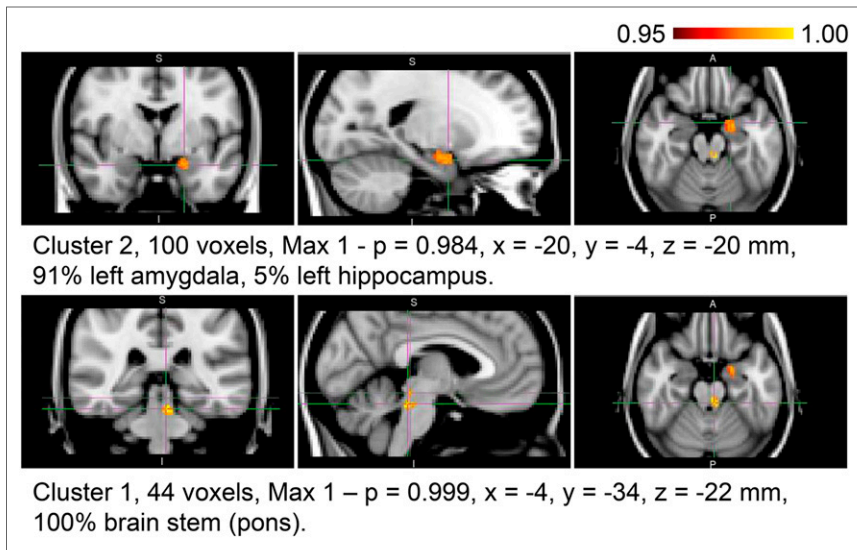 0.95 1.00
S S A
I I P
Cluster 2, 100 voxels, Max 1 - p = 0.984, x = -20, y = -4, z = -20 mm,
91% left amygdala, 5% left hippocampus.
S S A
I I P
Cluster 1, 44 voxels, Max 1 – p = 0.999, x = -4, y = -34, z = -22 mm,
100% brain stem (pons).